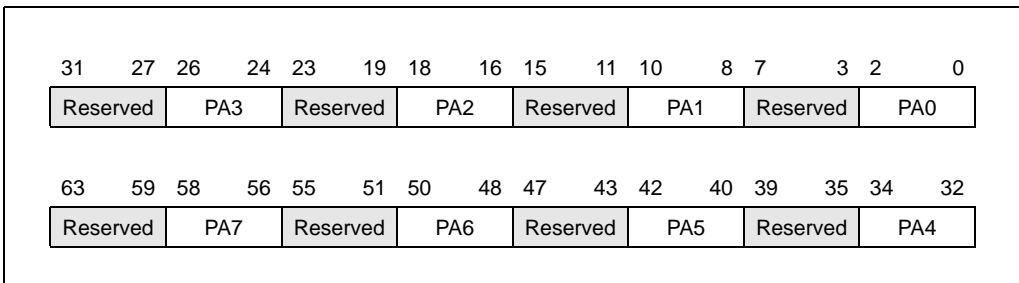 31 27 26 24 23 19 18 16 15 11 10 8 7 3 2 0
Reserved PA3 Reserved PA2 Reserved PA1 Reserved PA0
63 59 58 56 55 51 50 48 47 43 42 40 39 35 34 32
Reserved PA7 Reserved PA6 Reserved PA5 Reserved PA4